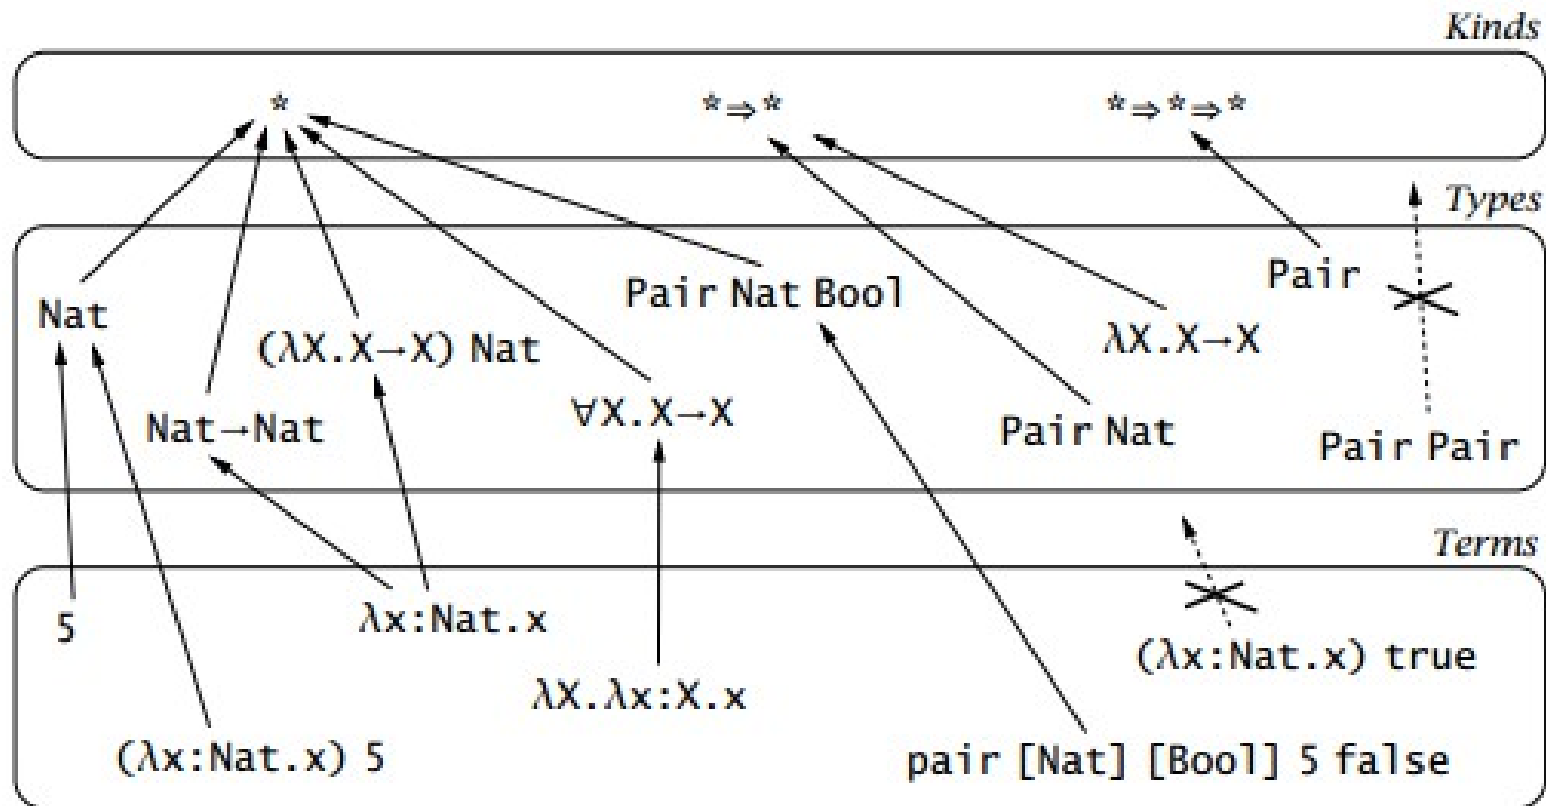 Kinds
* *⇒* *⇒*⇒*
Types
Pair
Pair Nat Bool
Nat
λX.X→X
(λX.X→X) Nat
∀X.X→X
Nat→Nat
Pair Nat
Pair Pair
Terms
5
λx:Nat.x
(λx:Nat.x) true
λX.λx:X.x
(λx:Nat.x) 5
pair [Nat] [Bool] 5 false